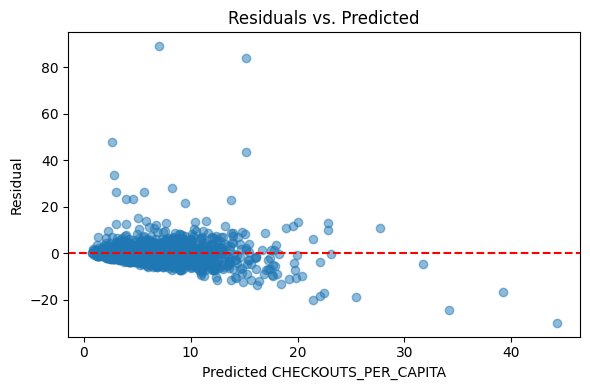 Residuals vs. Predicted
Residual
80
60
40
20
0
−20
0 10 20 30 40
Predicted CHECKOUTS_PER_CAPITA